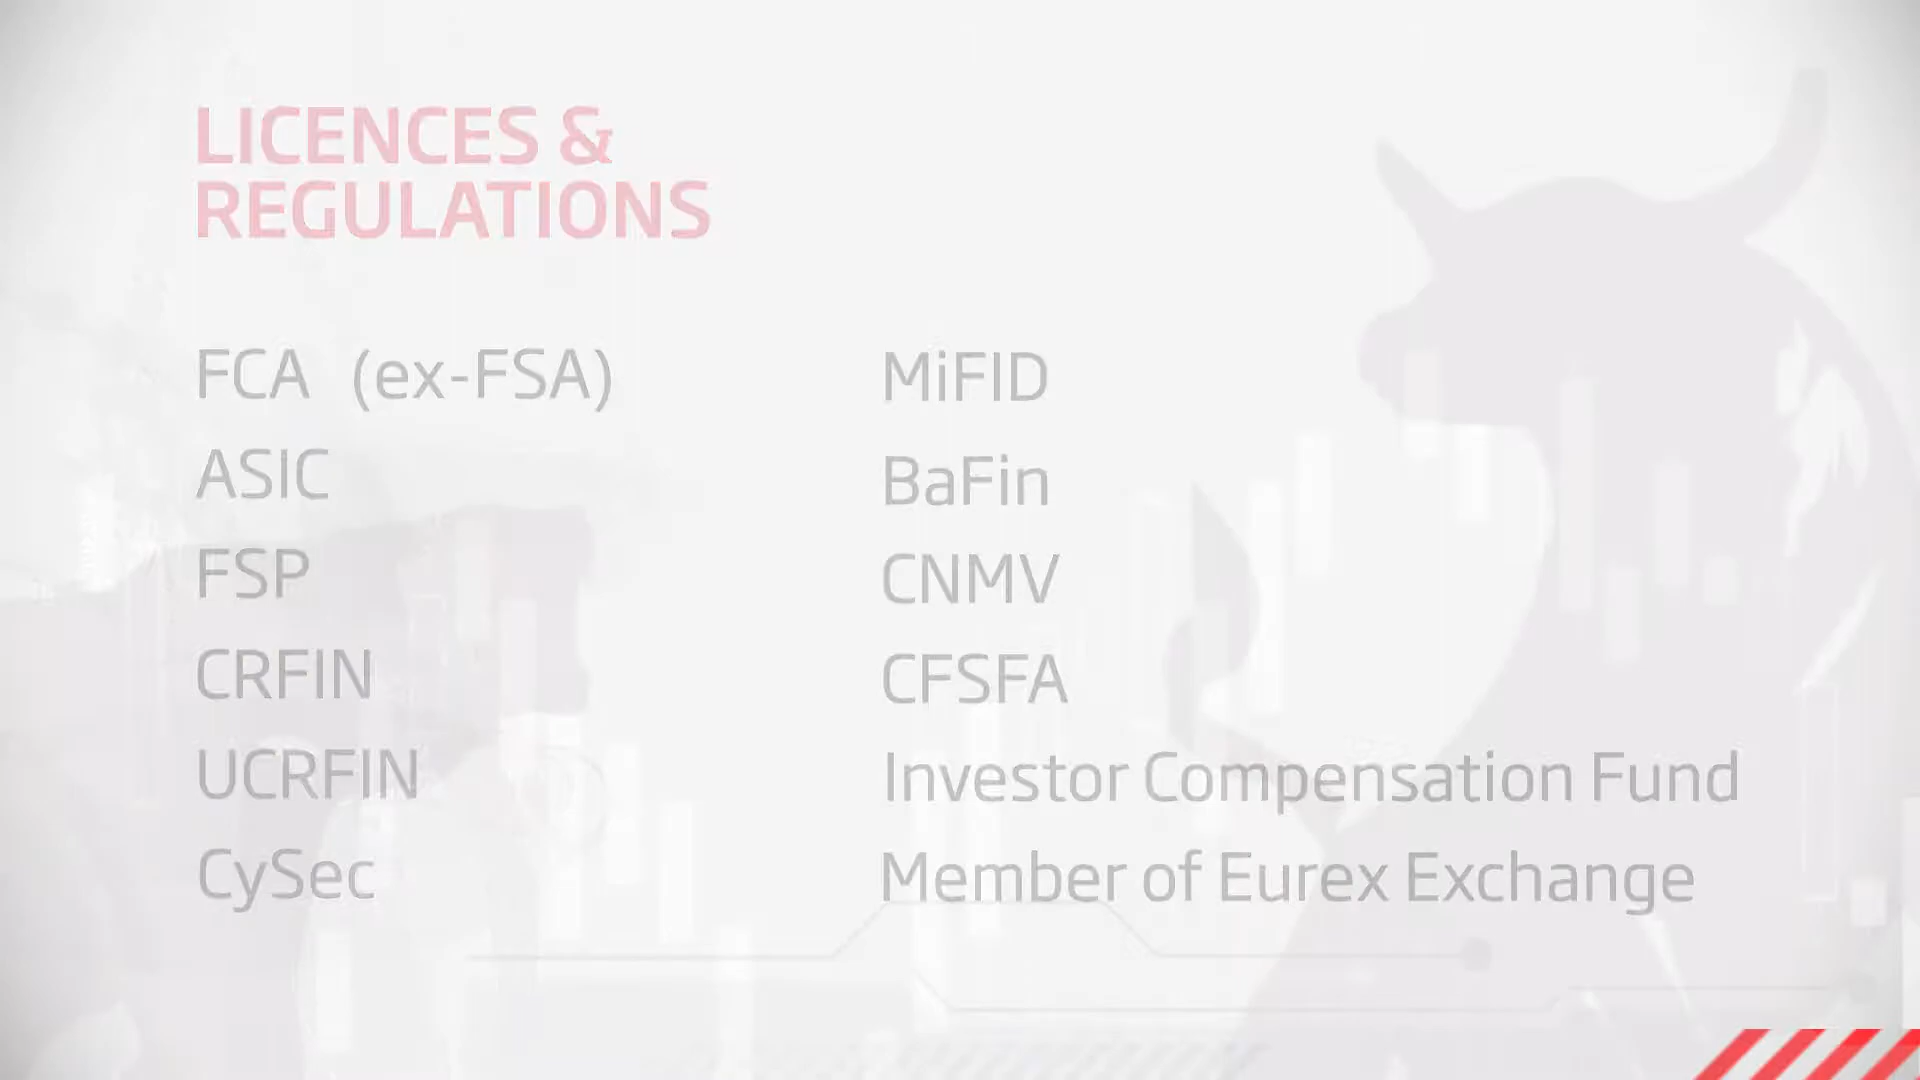 LICENCES &
REGULATIONS
FCA (ex-FSA)
ASIC
FSP
CRFIN
UCRFIN
CySec
MiFID
BaFin
CNMV
CFSFA
Investor Compensation Fund
Member of Eurex Exchange